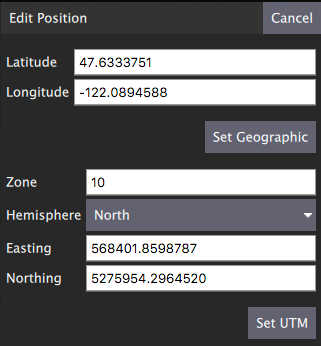 Edit Position Cancel
Latitude 47.6333751
Longitude -122.0894588
Set Geographic
Zone 10
Hemisphere North
Easting 568401.8598787
Northing 5275954.2964520
Set UTM